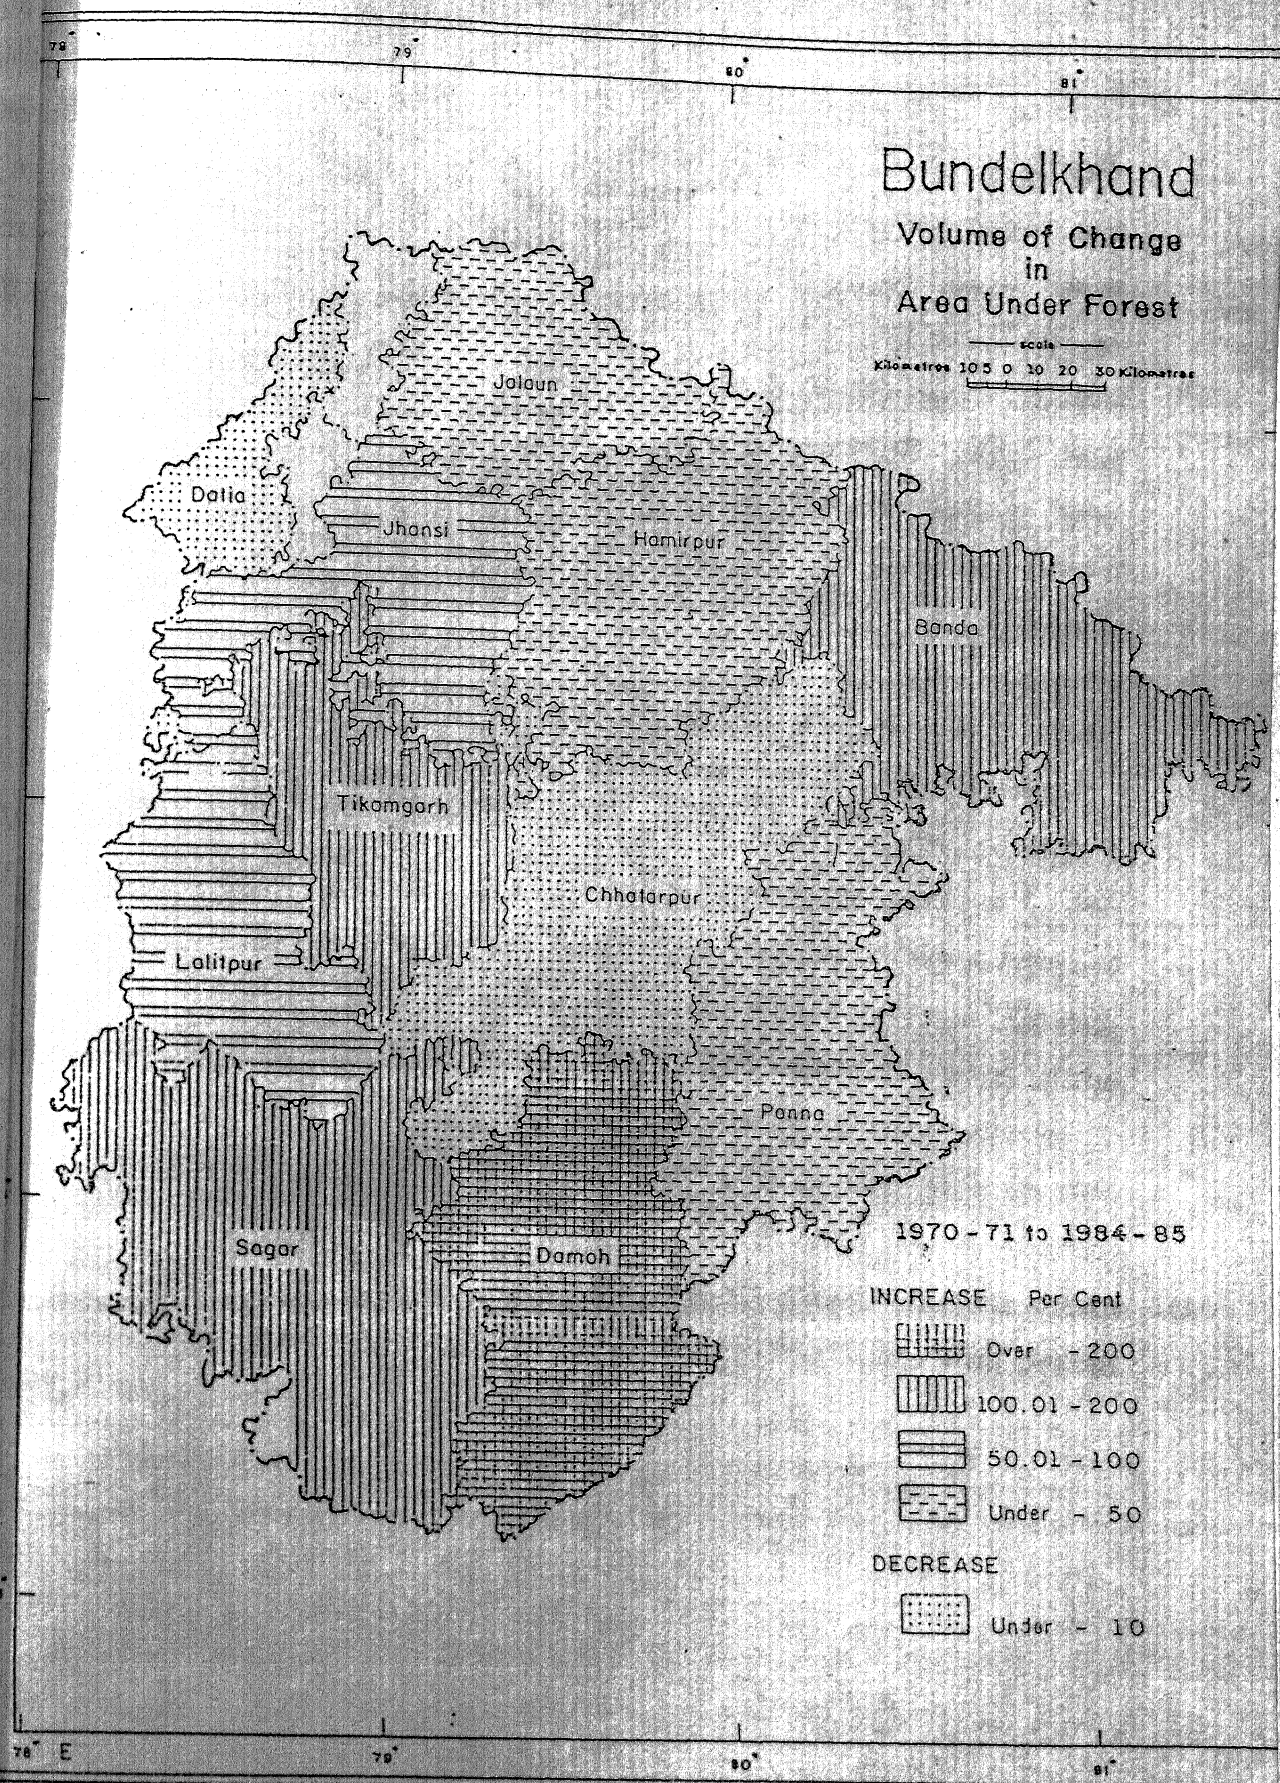 78°
79°
80°
81°
Bundelkhand
Volume of Change
in
Area Under Forest
scale
Kilometres 10 5 0 10 20 30 Kilometres
Jalaun
Datia
Jhansi
Hamirpur
Banda
Tikamgarh
Chhatarpur
Lalitpur
Panna
1970-71 to 1984-85
Sagar
Damoh
INCREASE Per Cent
Over - 200
100.01 - 200
50.01 - 100
Under - 50
DECREASE
Under - 10
78° E
79°
80°
81°